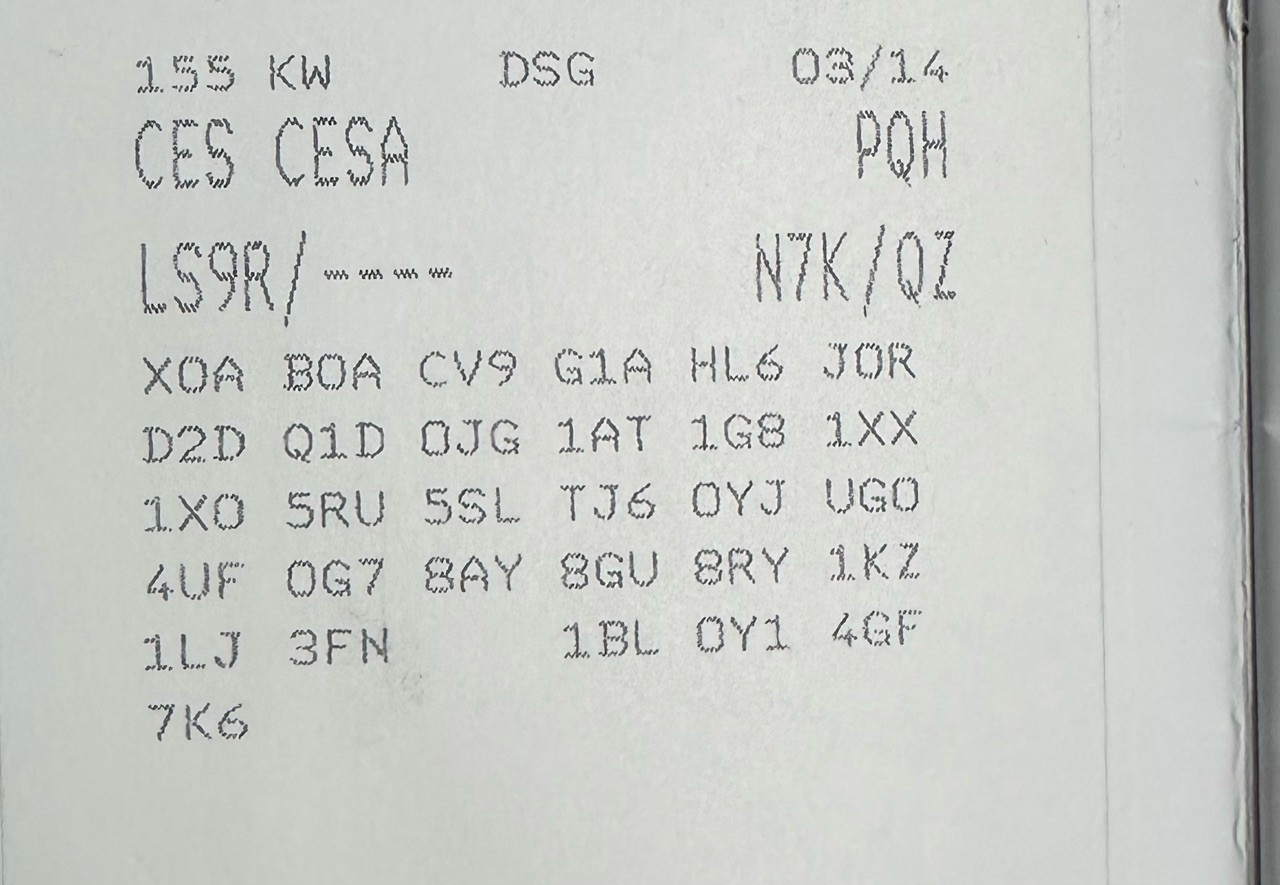 155 KW DSG 03/14
CES CESA PQH
LS9R/---- N7K/QZ
X0A B0A CV9 G1A HL6 J0R
D2D Q1D 0JG 1AT 1G8 1XX
1X0 5RU 5SL TJ6 0YJ UG0
4UF 0G7 8AY 8GU 8RY 1KZ
1LJ 3FN 1BL 0Y1 4GF
7K6